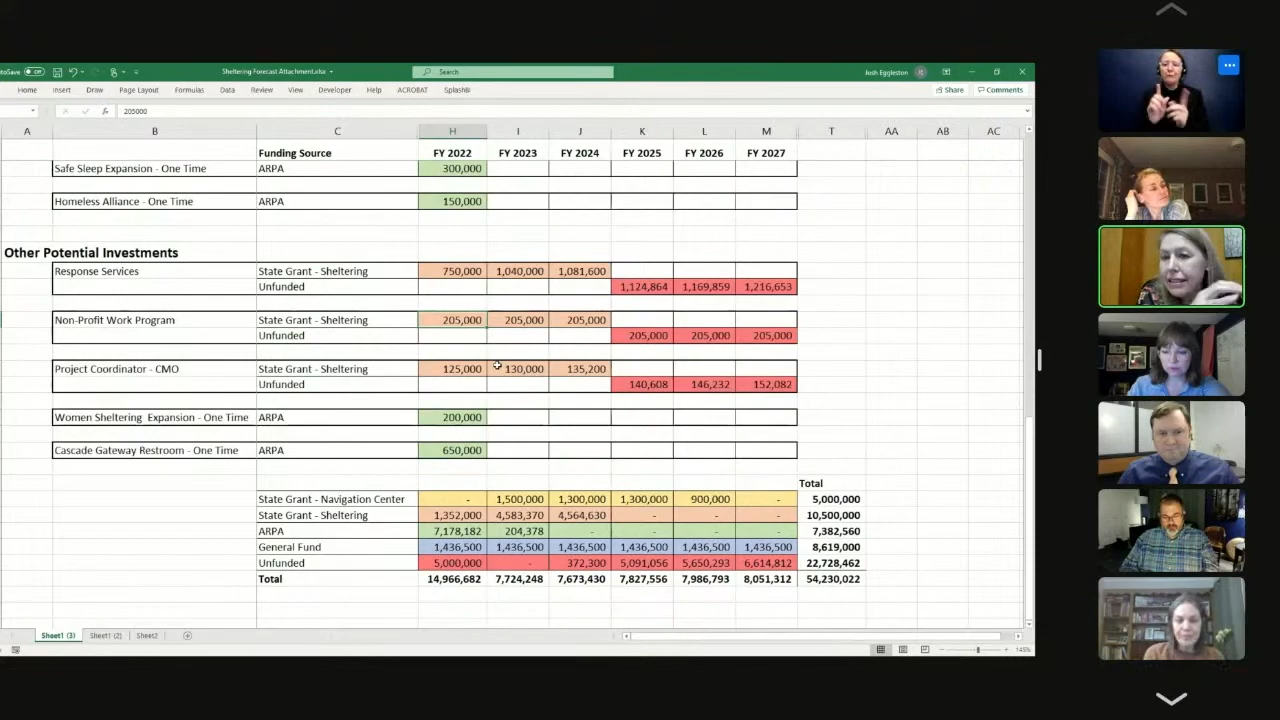 AutoSave Off Sheltering Forecast Attachment.xlsx Search Josh Eggleston
Home Insert Draw Page Layout Formulas Data Review View Developer Help ACROBAT SplashBI Share Comments
205000
A B C H I J K L M T AA AB AC
Funding Source FY 2022 FY 2023 FY 2024 FY 2025 FY 2026 FY 2027
Safe Sleep Expansion - One Time ARPA 300,000
Homeless Alliance - One Time ARPA 150,000
Other Potential Investments
Response Services State Grant - Sheltering 750,000 1,040,000 1,081,600
Unfunded 1,124,864 1,169,859 1,216,653
Non-Profit Work Program State Grant - Sheltering 205,000 205,000 205,000
Unfunded 205,000 205,000 205,000
Project Coordinator - CMO State Grant - Sheltering 125,000 130,000 135,200
Unfunded 140,608 146,232 152,082
Women Sheltering Expansion - One Time ARPA 200,000
Cascade Gateway Restroom - One Time ARPA 650,000
Total
State Grant - Navigation Center - 1,500,000 1,300,000 1,300,000 900,000 - 5,000,000
State Grant - Sheltering 1,352,000 4,583,370 4,564,630 - - - 10,500,000
ARPA 7,178,182 204,378 - - - - 7,382,560
General Fund 1,436,500 1,436,500 1,436,500 1,436,500 1,436,500 1,436,500 8,619,000
Unfunded 5,000,000 - 372,300 5,091,056 5,650,293 6,614,812 22,728,462
Total 14,966,682 7,724,248 7,673,430 7,827,556 7,986,793 8,051,312 54,230,022
Sheet1 (3) Sheet1 (2) Sheet2
145%